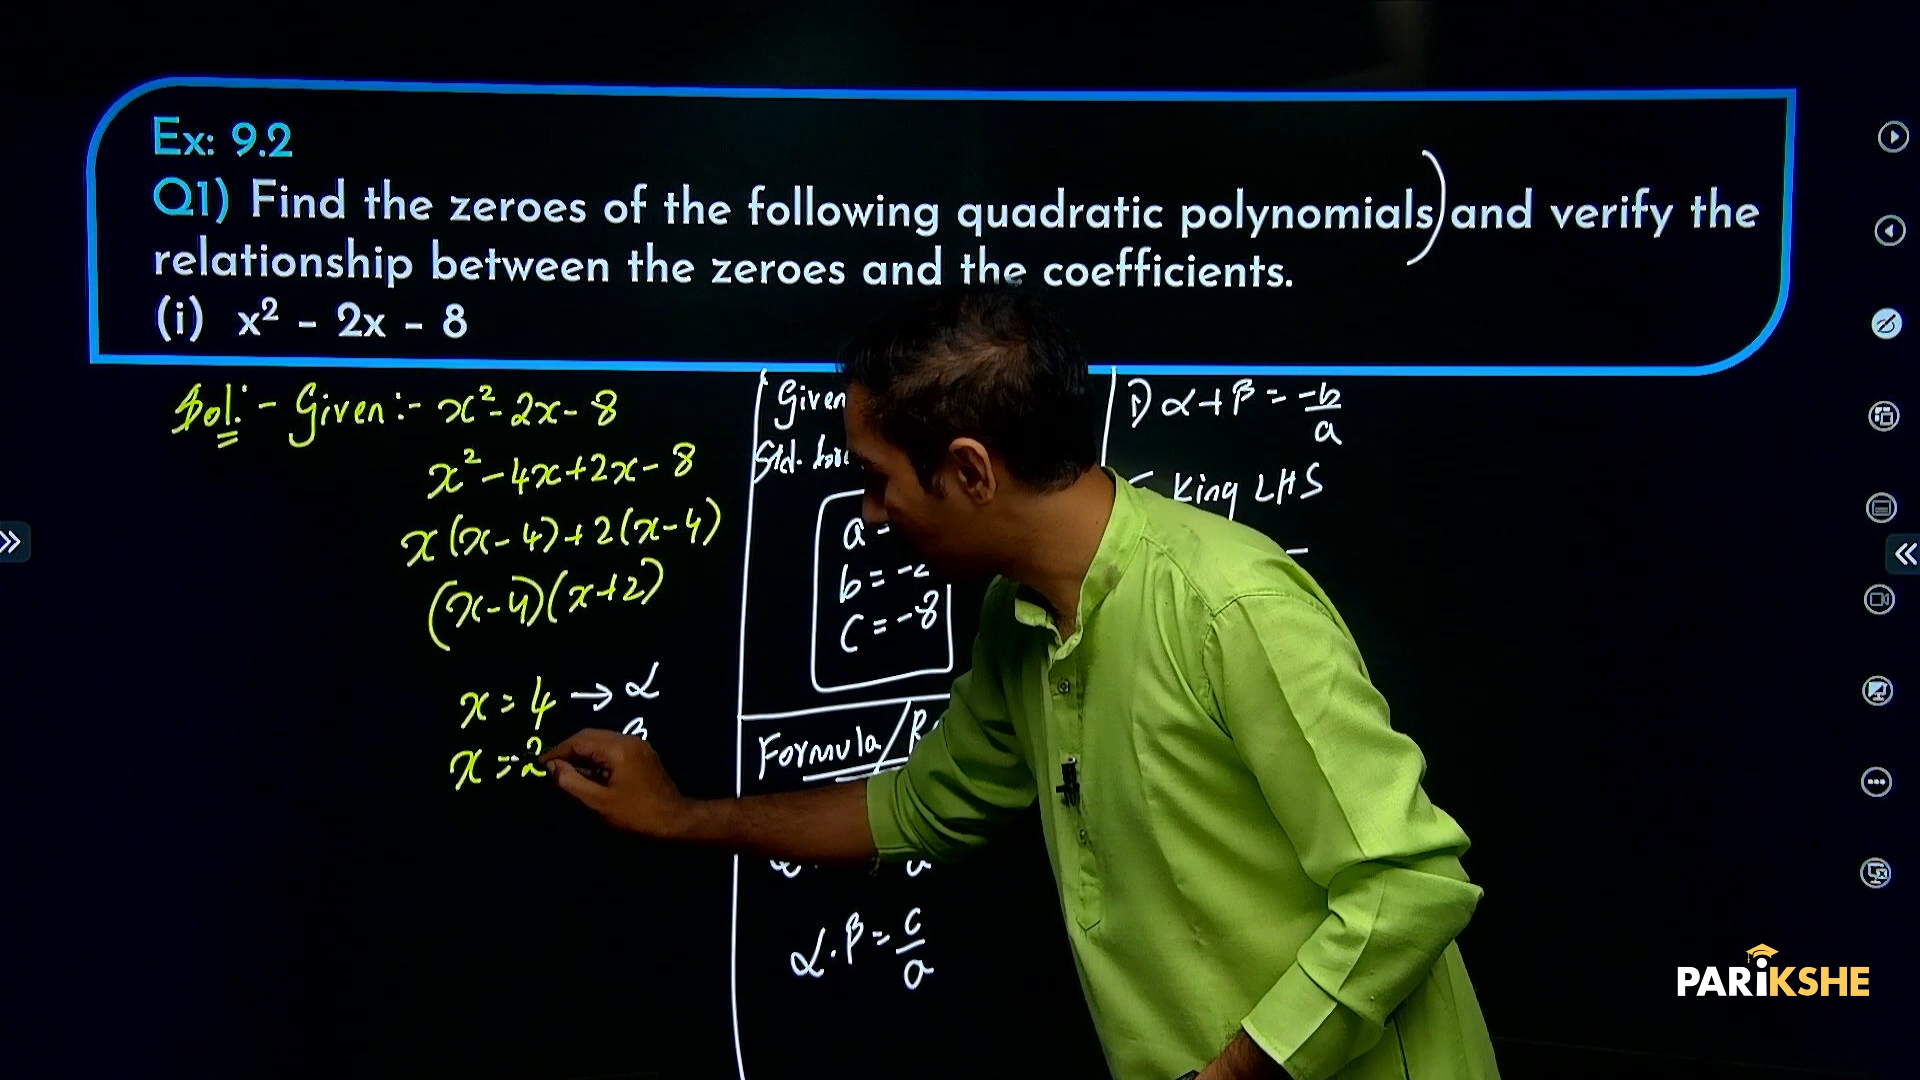 Ex: 9.2
Q1) Find the zeroes of the following quadratic polynomials) and verify the
relationship between the zeroes and the coefficients.
(i) x² - 2x - 8
Sol:- Given:- x²-2x-8
x²-4x+2x-8
x(x-4)+2(x-4)
(x-4)(x+2)
x = 4 → α
x = -2 β
Given
Std.
a =
b = -2
c = -8
Formula/
α·β = c/a
1) α+β = -b/a
LHS
PARIKSHE